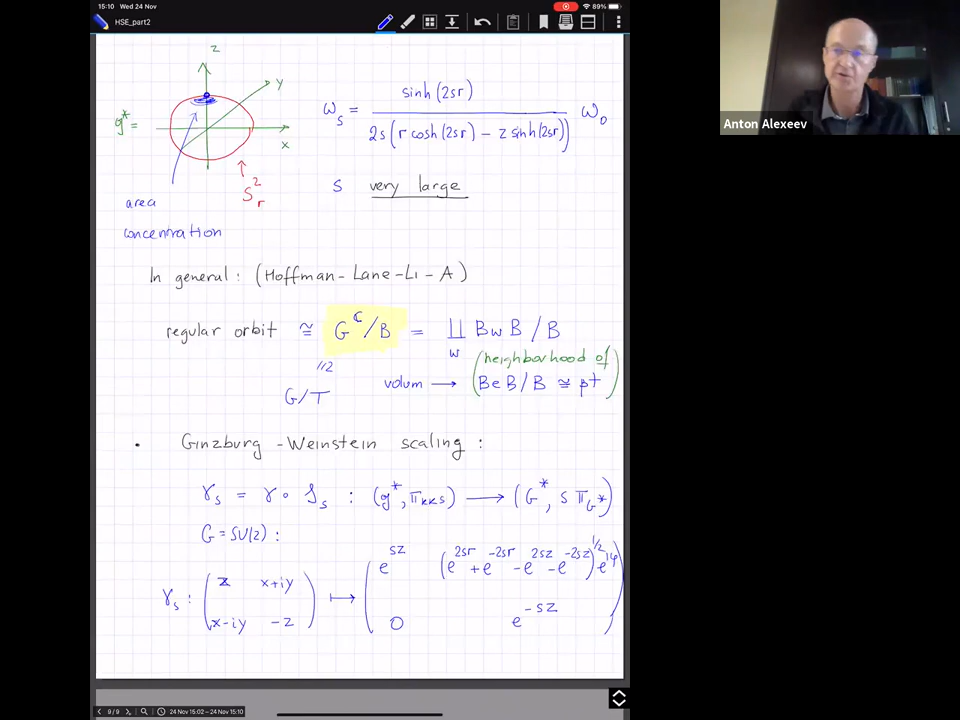 15:10 Wed 24 Nov
89%
HSE_part2
Anton Alexeev
z
y
g* =
x
S²_r
area
concentration
ω_s = sinh(2sr) / 2s(r cosh(2sr) − z sinh(2sr)) ω_0
s very large
In general: (Hoffman-Lane-Li-A)
regular orbit ≅ G^ℂ/B = ∐_w BwB/B
G/T
volum → (neighborhood of BeB/B ≅ pt)
• Ginzburg-Weinstein scaling:
γ_s = γ ∘ S_s : (g*, π_KKS) → (G*, s π_G*)
G = SU(2):
γ_s: ( z x+iy
x-iy -z ) ↦ ( e^{sz} (e^{2sr} + e^{-2sr} - e^{2sz} - e^{-2sz})^{1/2} e^{iφ}
0 e^{-sz} )
9/9
24 Nov 15:02 – 24 Nov 15:10